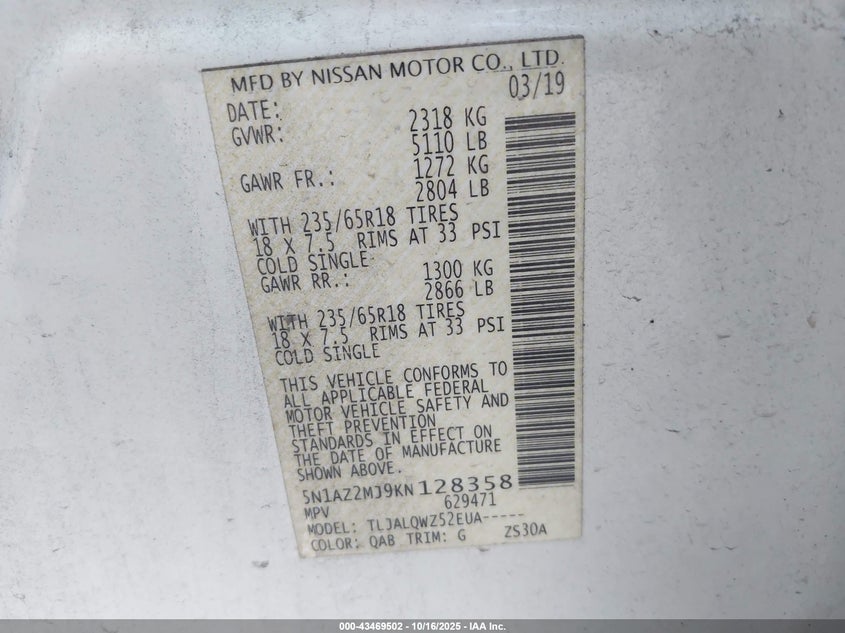 MFD BY NISSAN MOTOR CO., LTD.
DATE: 03/19
GVWR: 2318 KG
5110 LB
GAWR FR.: 1272 KG
2804 LB
WITH 235/65R18 TIRES
18 X 7.5 RIMS AT 33 PSI
COLD SINGLE
GAWR RR.: 1300 KG
2866 LB
WITH 235/65R18 TIRES
18 X 7.5 RIMS AT 33 PSI
COLD SINGLE
THIS VEHICLE CONFORMS TO
ALL APPLICABLE FEDERAL
MOTOR VEHICLE SAFETY AND
THEFT PREVENTION
STANDARDS IN EFFECT ON
THE DATE OF MANUFACTURE
SHOWN ABOVE.
5N1AZ2MJ9KN128358
MPV 629471
MODEL: TLJALQWZ52EUA-----
COLOR: QAB TRIM: G ZS30A
000-43469502 - 10/16/2025 - IAA Inc.